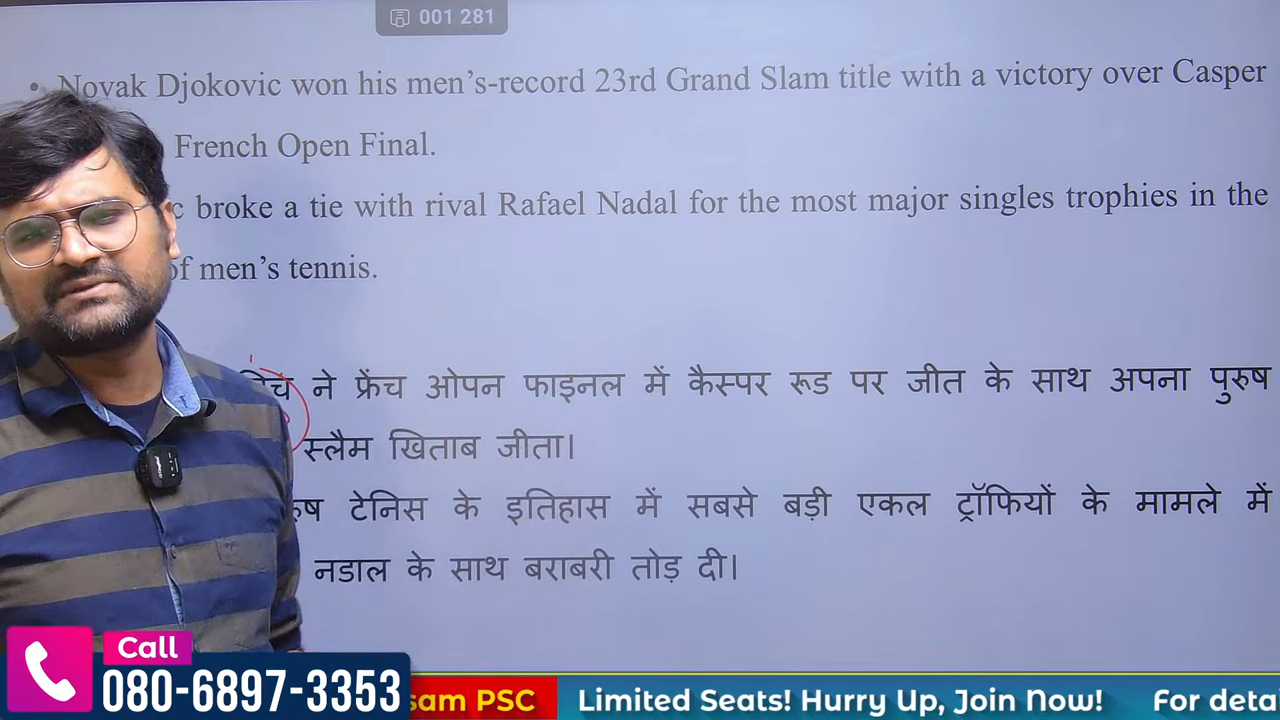 001 281
• Novak Djokovic won his men's-record 23rd Grand Slam title with a victory over Casper
French Open Final.
broke a tie with rival Rafael Nadal for the most major singles trophies in the
of men's tennis.
ने फ्रेंच ओपन फाइनल में कैस्पर रूड पर जीत के साथ अपना पुरुष
स्लैम खिताब जीता।
टेनिस के इतिहास में सबसे बड़ी एकल ट्रॉफियों के मामले में
नडाल के साथ बराबरी तोड़ दी।
Call
080-6897-3353
sam PSC Limited Seats! Hurry Up, Join Now! For deta